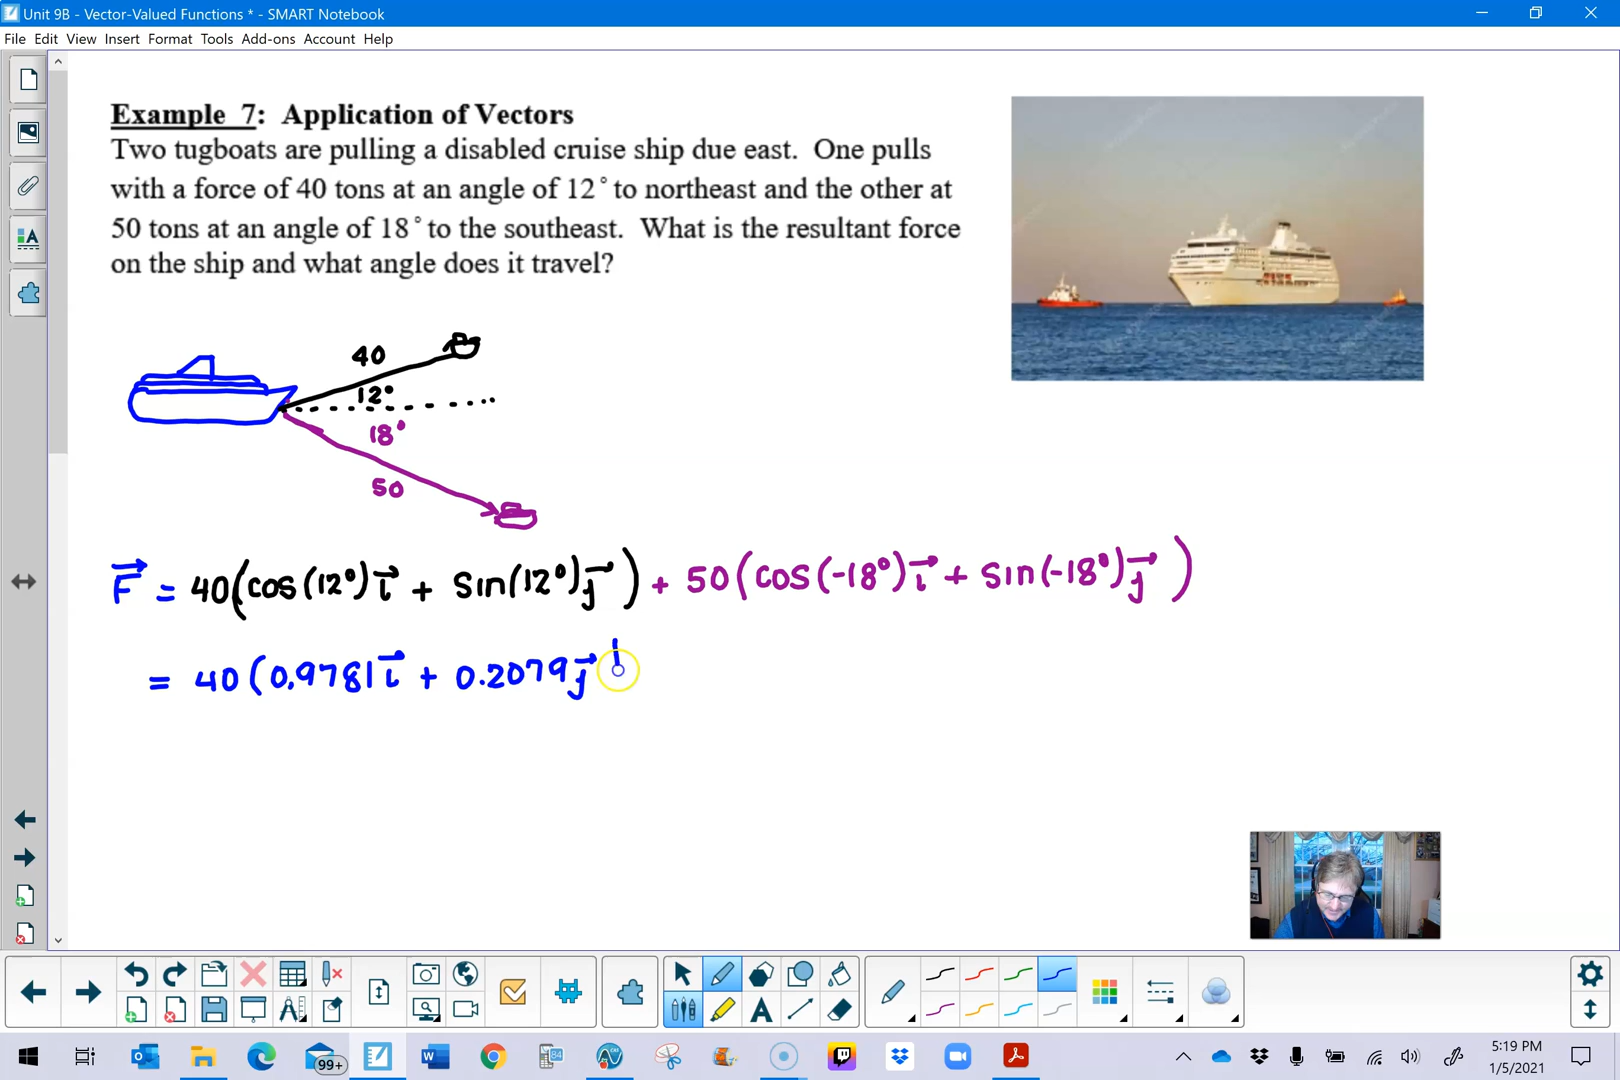 Unit 9B - Vector-Valued Functions * - SMART Notebook
File Edit View Insert Format Tools Add-ons Account Help
Example 7: Application of Vectors
Two tugboats are pulling a disabled cruise ship due east. One pulls
with a force of 40 tons at an angle of 12° to northeast and the other at
50 tons at an angle of 18° to the southeast. What is the resultant force
on the ship and what angle does it travel?
40
12°
18°
50
F⃗ = 40(cos(12°)i⃗ + sin(12°)j⃗) + 50(cos(-18°)i⃗ + sin(-18°)j⃗)
= 40(0.9781i⃗ + 0.2079j⃗
99+
84
5:19 PM
1/5/2021